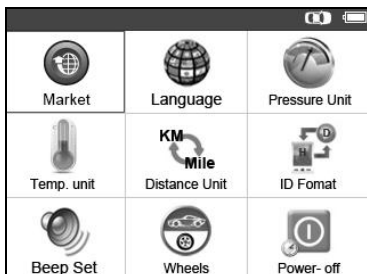 Market
Language
Pressure Unit
KM
Mile
Temp. unit
Distance Unit
ID Fomat
D
H
Beep Set
Wheels
Power- off